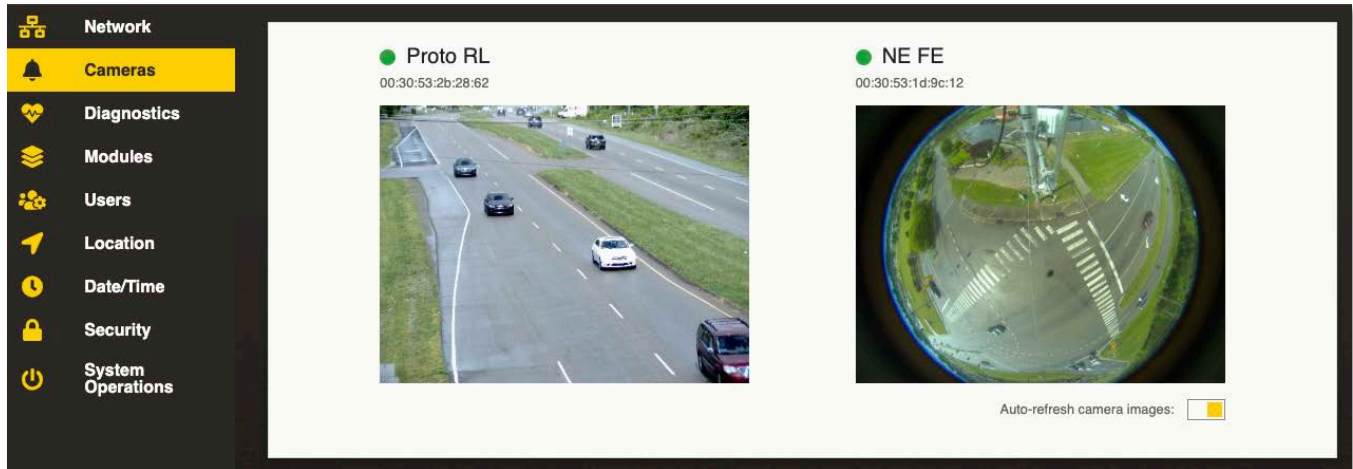 Network
Cameras
Diagnostics
Modules
Users
Location
Date/Time
Security
System
Operations
Proto RL
00:30:53:2b:28:62
NE FE
00:30:53:1d:9c:12
Auto-refresh camera images: